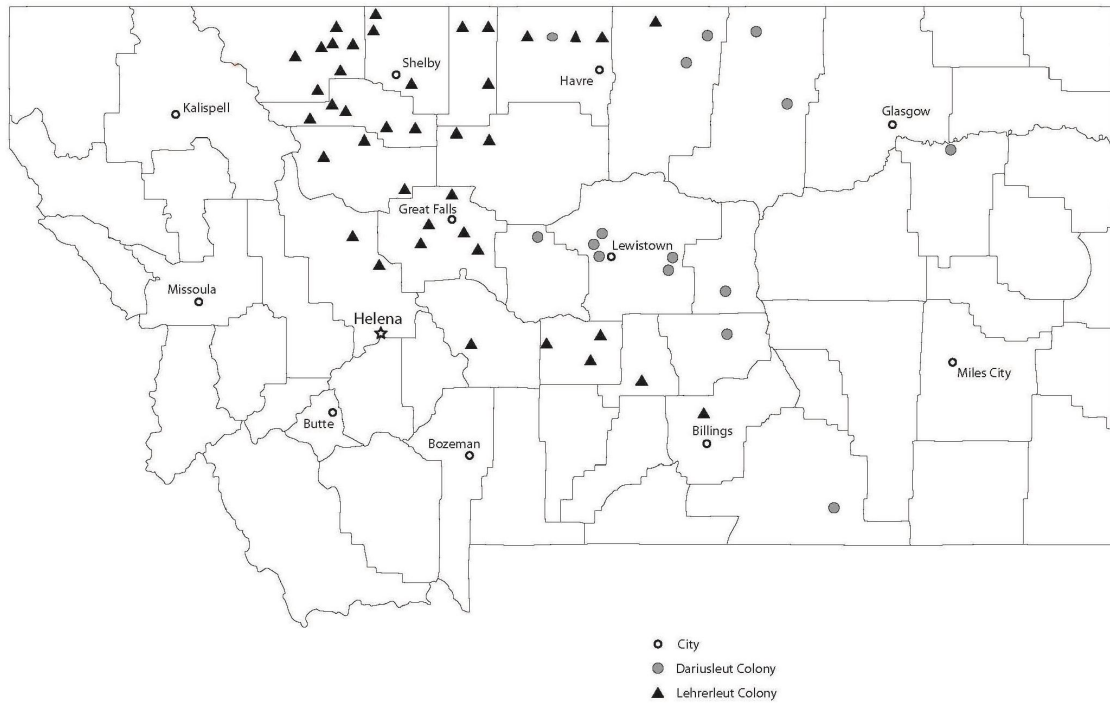 Shelby
Havre
Kalispell
Glasgow
Great Falls
Lewistown
Missoula
Helena
Miles City
Butte
Billings
Bozeman
City
Dariusleut Colony
Lehrerleut Colony